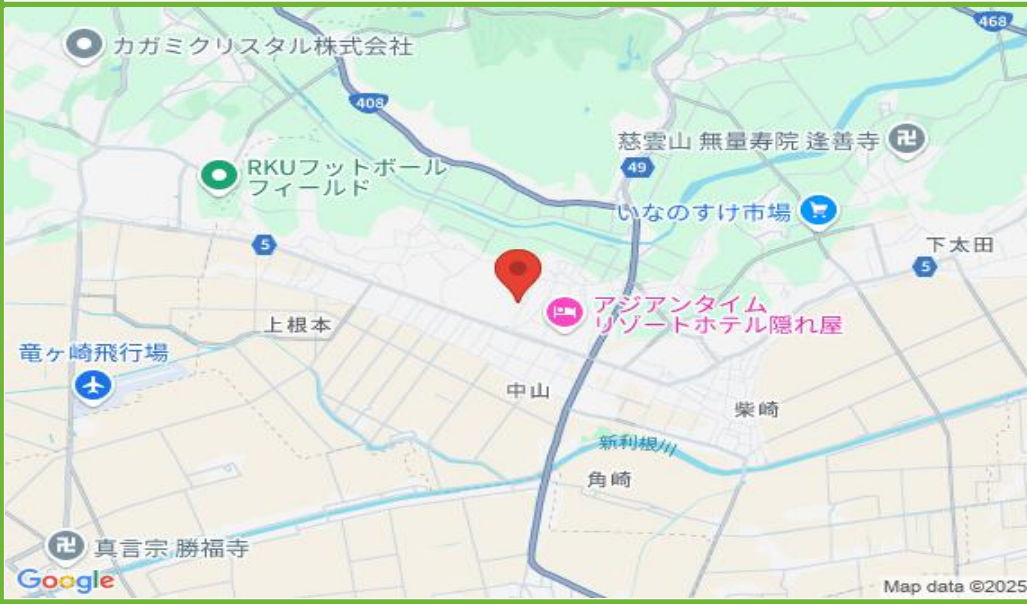 468
カガミクリスタル株式会社
408
慈雲山 無量寿院 逢善寺
49
RKUフットボール
フィールド
いなのすけ市場
5
下太田
5
アジアンタイム
リゾートホテル隠れ屋
上根本
竜ヶ崎飛行場
中山
柴崎
新利根川
角崎
真言宗 勝福寺
Google
Map data ©2025